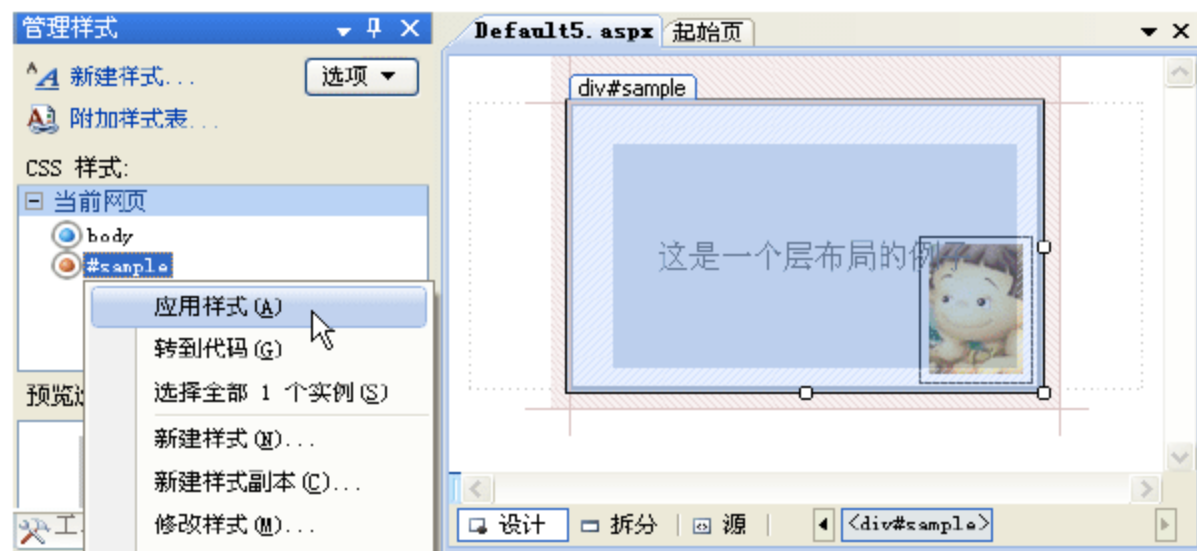 管理样式
新建样式...
选项
附加样式表...
CSS 样式:
当前网页
body
#sample
应用样式(A)
转到代码(G)
选择全部 1 个实例(S)
新建样式(N)...
新建样式副本(C)...
修改样式(M)...
预览
工
Default5.aspx
起始页
div#sample
这是一个层布局的例子
设计
拆分
源
<div#sample>